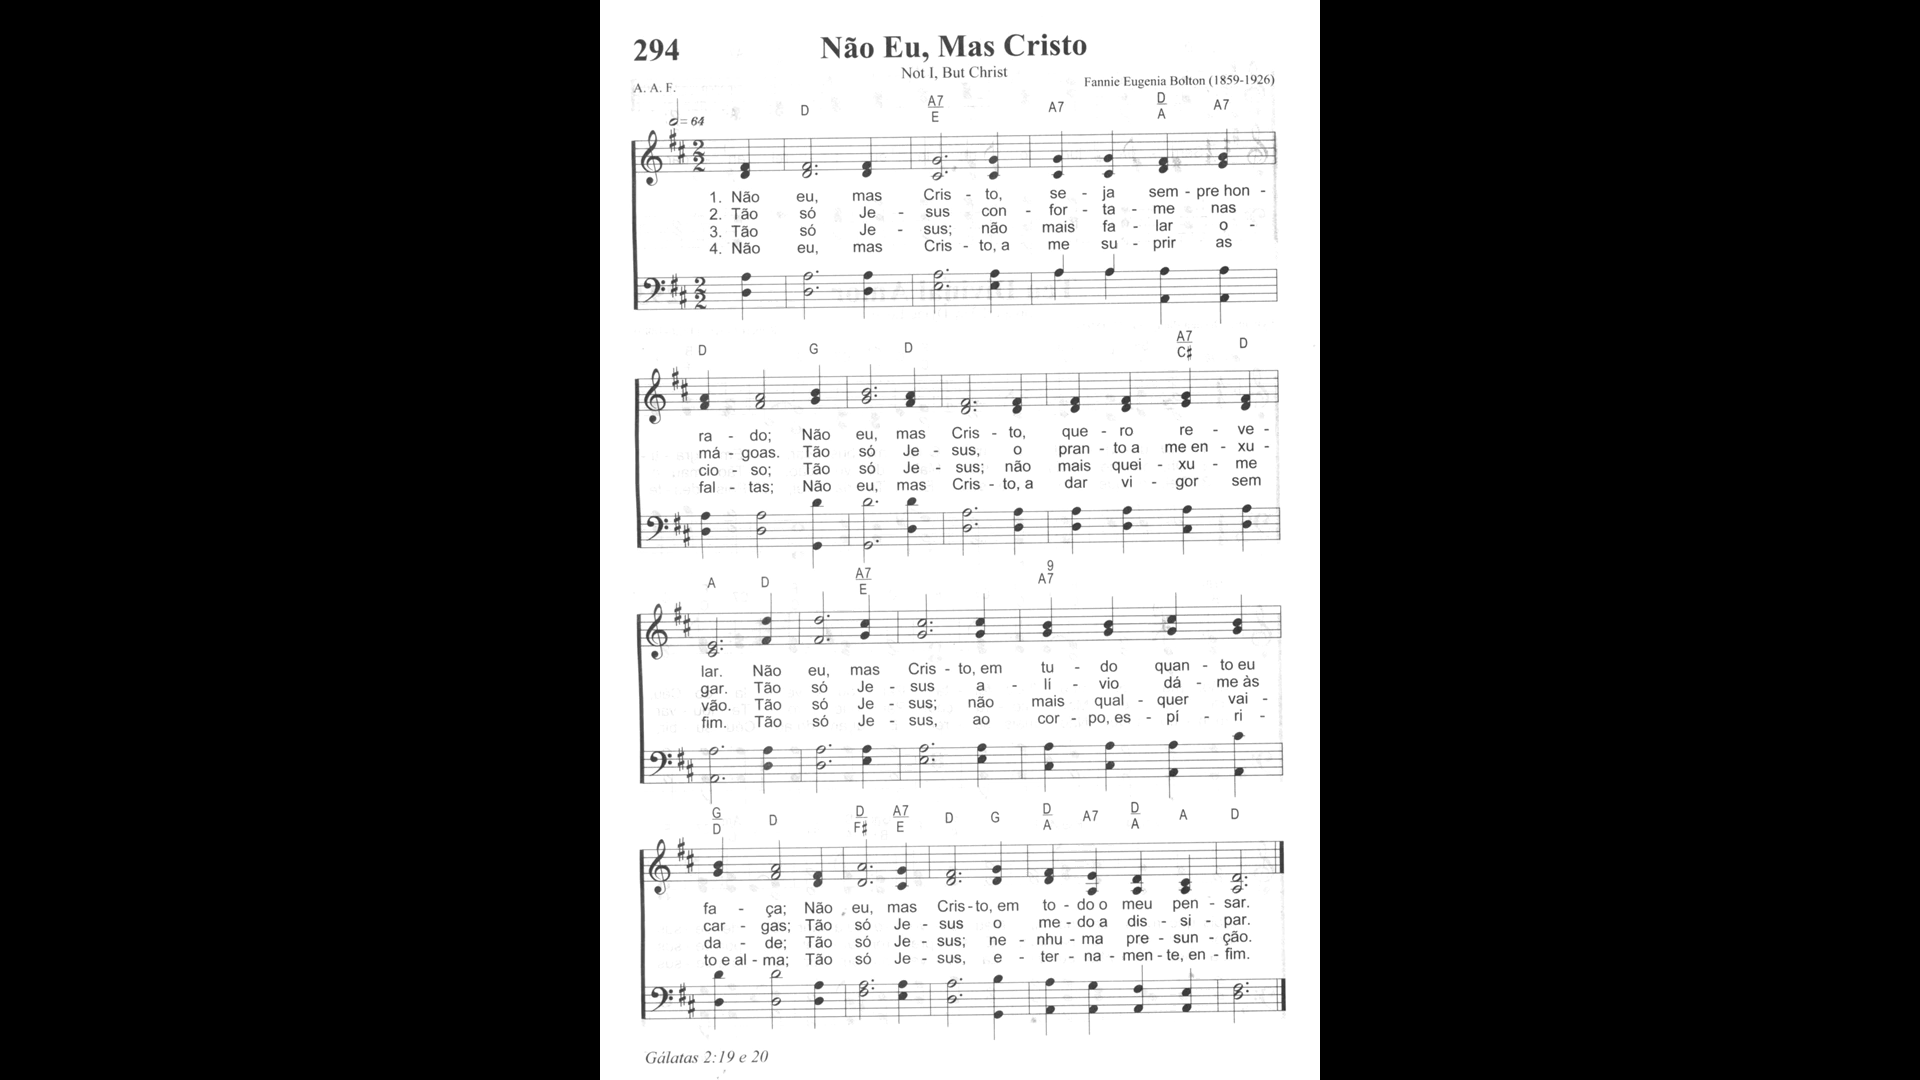 294
Não Eu, Mas Cristo
Not I, But Christ
A. A. F.
Fannie Eugenia Bolton (1859-1926)
= 64
D A7/E A7 D/A A7
1. Não eu, mas Cris - to, se - ja sem - pre hon -
2. Tão só Je - sus con - for - ta - me nas
3. Tão só Je - sus; não mais fa - lar o -
4. Não eu, mas Cris - to, a me su - prir as
D G D A7/C♯ D
ra - do; Não eu, mas Cris - to, que - ro re - ve -
má - goas. Tão só Je - sus, o pran - to a me en - xu -
cio - so; Tão só Je - sus; não mais quei - xu - me
fal - tas; Não eu, mas Cris - to, a dar vi - gor sem
A D A7/E 9 A7
lar. Não eu, mas Cris - to, em tu - do quan - to eu
gar. Tão só Je - sus a - lí - vio dá - me às
vão. Tão só Je - sus; não mais qual - quer vai -
fim. Tão só Je - sus, ao cor - po, es - pí - ri -
G/D D D/F♯ A7/E D G D/A A7 D/A A D
fa - ça; Não eu, mas Cris - to, em to - do o meu pen - sar.
car - gas; Tão só Je - sus o me - do a dis - si - par.
da - de; Tão só Je - sus; ne - nhu - ma pre - sun - ção.
to e al - ma; Tão só Je - sus, e - ter - na - men - te, en - fim.
Gálatas 2:19 e 20